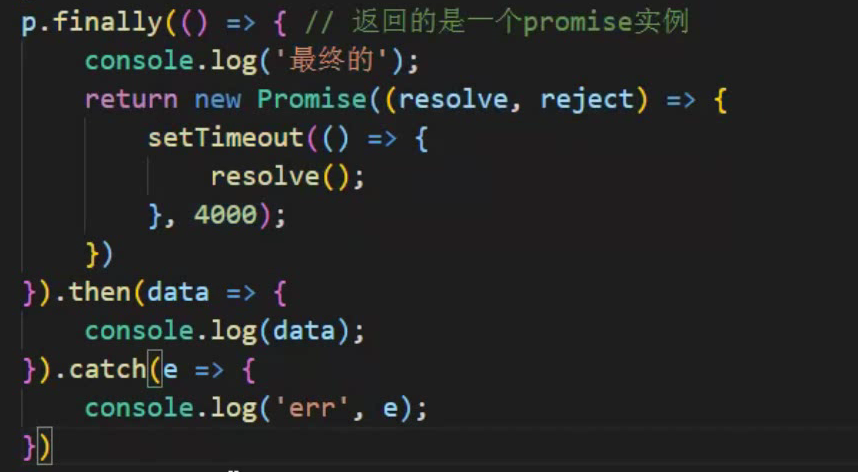 p.finally(() => { // 返回的是一个promise实例
    console.log('最终的');
    return new Promise((resolve, reject) => {
        setTimeout(() => {
            resolve();
        }, 4000);
    })
}).then(data => {
    console.log(data);
}).catch(e => {
    console.log('err', e);
})